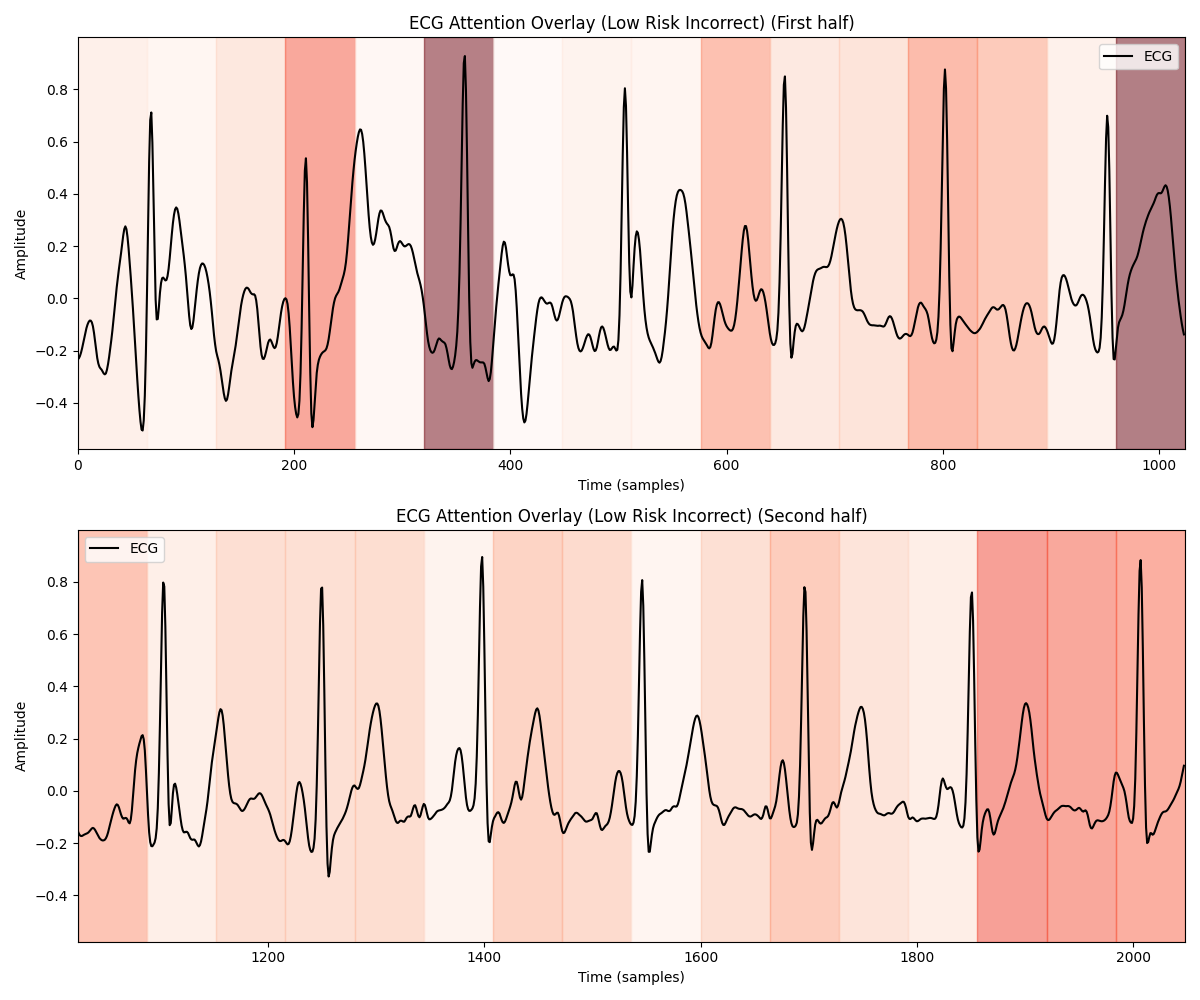 ECG Attention Overlay (Low Risk Incorrect) (First half)
ECG
Amplitude
0.8
0.6
0.4
0.2
0.0
−0.2
−0.4
0 200 400 600 800 1000
Time (samples)
ECG Attention Overlay (Low Risk Incorrect) (Second half)
ECG
Amplitude
0.8
0.6
0.4
0.2
0.0
−0.2
−0.4
1200 1400 1600 1800 2000
Time (samples)